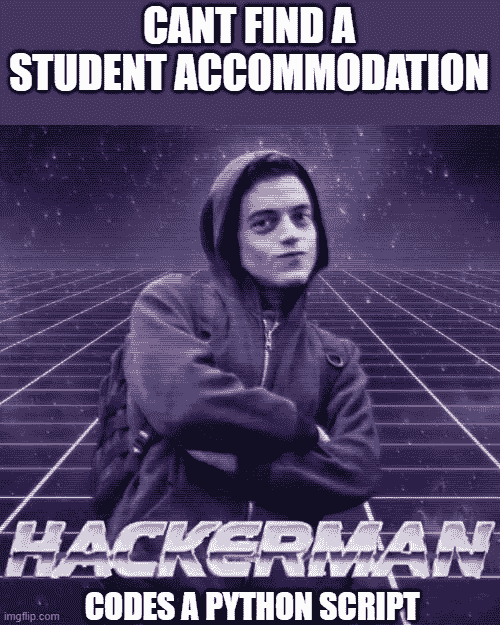 CANT FIND A
STUDENT ACCOMMODATION
HACKERMAN
CODES A PYTHON SCRIPT
imgflip.com